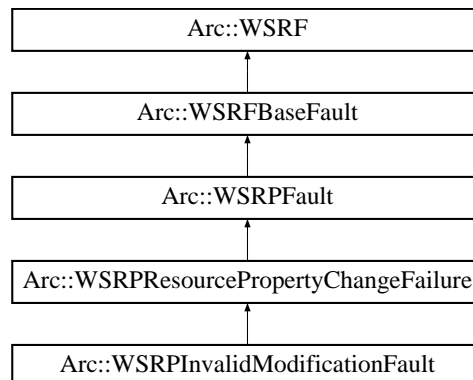 Arc::WSRF
Arc::WSRFBaseFault
Arc::WSRPFault
Arc::WSRPResourcePropertyChangeFailure
Arc::WSRPInvalidModificationFault